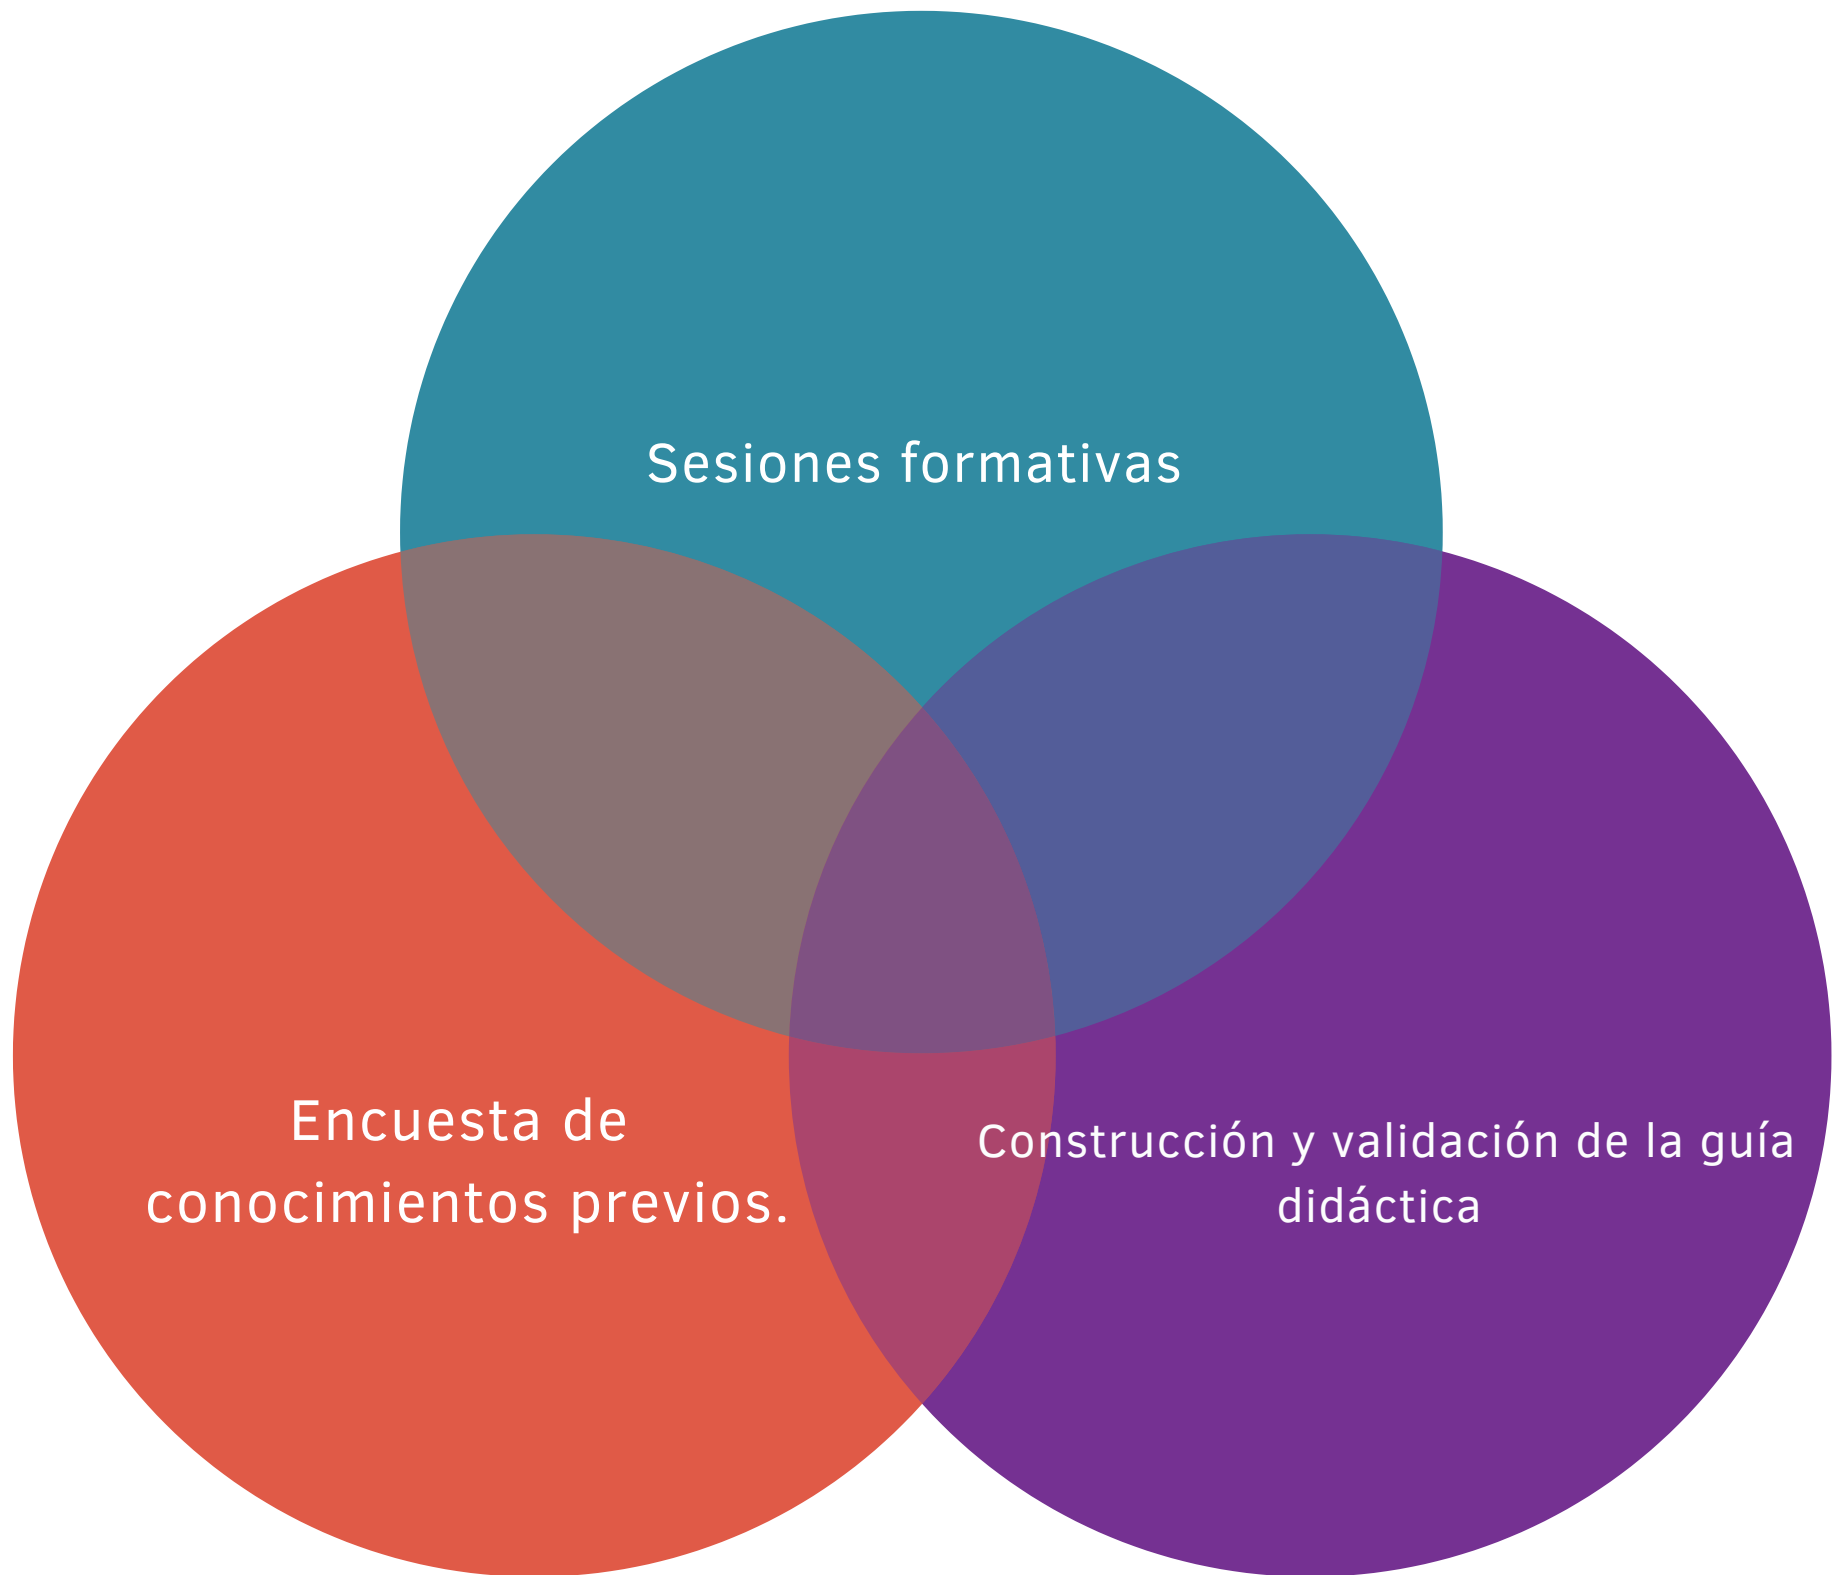 Sesiones formativas
Encuesta de
conocimientos previos.
Construcción y validación de la guía
didáctica